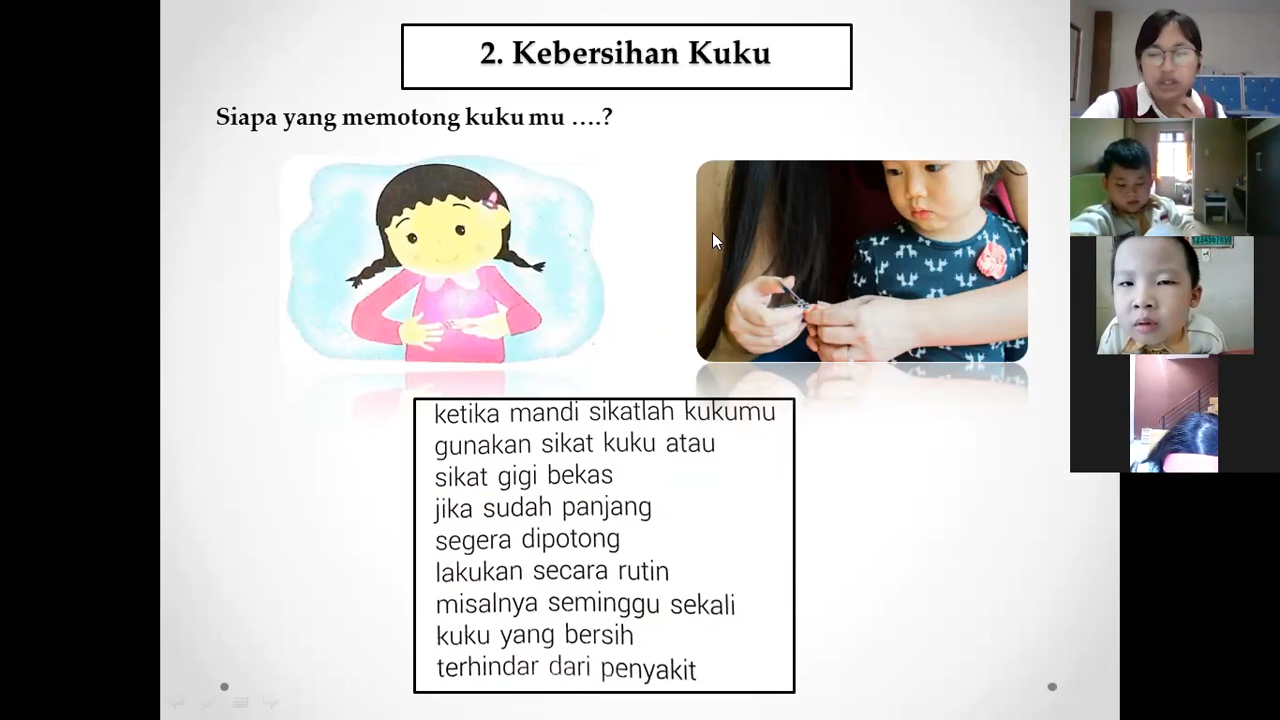 2. Kebersihan Kuku
Siapa yang memotong kuku mu ....?
ketika mandi sikatlah kukumu
gunakan sikat kuku atau
sikat gigi bekas
jika sudah panjang
segera dipotong
lakukan secara rutin
misalnya seminggu sekali
kuku yang bersih
terhindar dari penyakit